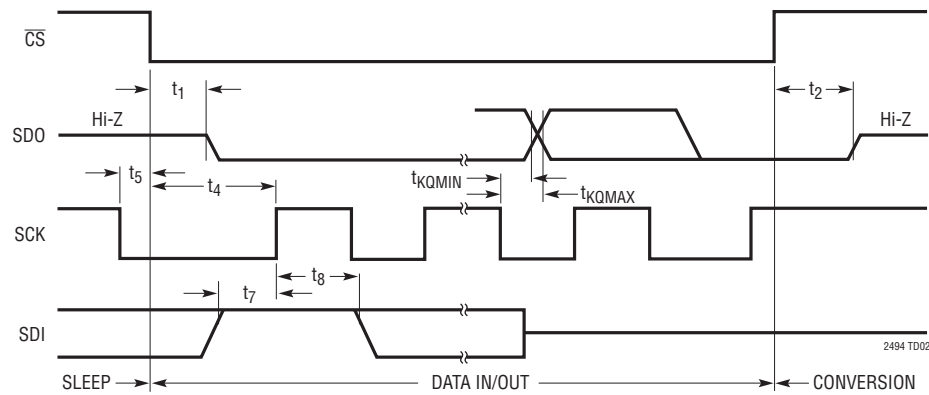 CS
t1
t2
Hi-Z
Hi-Z
SDO
t5
t4
tKQMIN
tKQMAX
SCK
t7
t8
SDI
2494 TD02
SLEEP
DATA IN/OUT
CONVERSION